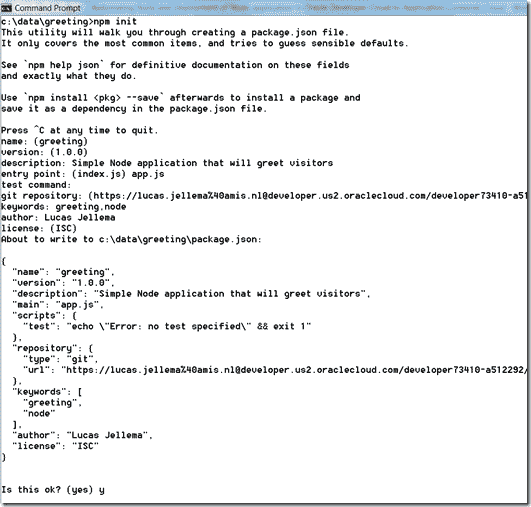 Command Prompt
c:\data\greeting>npm init
This utility will walk you through creating a package.json file.
It only covers the most common items, and tries to guess sensible defaults.
See `npm help json` for definitive documentation on these fields
and exactly what they do.
Use `npm install <pkg> --save` afterwards to install a package and
save it as a dependency in the package.json file.
Press ^C at any time to quit.
name: (greeting)
version: (1.0.0)
description: Simple Node application that will greet visitors
entry point: (index.js) app.js
test command:
git repository: (https://lucas.jellema%40amis.nl@developer.us2.oraclecloud.com/developer73410-a51
keywords: greeting,node
author: Lucas Jellema
license: (ISC)
About to write to c:\data\greeting\package.json:
{
  "name": "greeting",
  "version": "1.0.0",
  "description": "Simple Node application that will greet visitors",
  "main": "app.js",
  "scripts": {
    "test": "echo \"Error: no test specified\" && exit 1"
  },
  "repository": {
    "type": "git",
    "url": "https://lucas.jellema%40amis.nl@developer.us2.oraclecloud.com/developer73410-a512292/
  },
  "keywords": [
    "greeting",
    "node"
  ],
  "author": "Lucas Jellema",
  "license": "ISC"
}
Is this ok? (yes) y